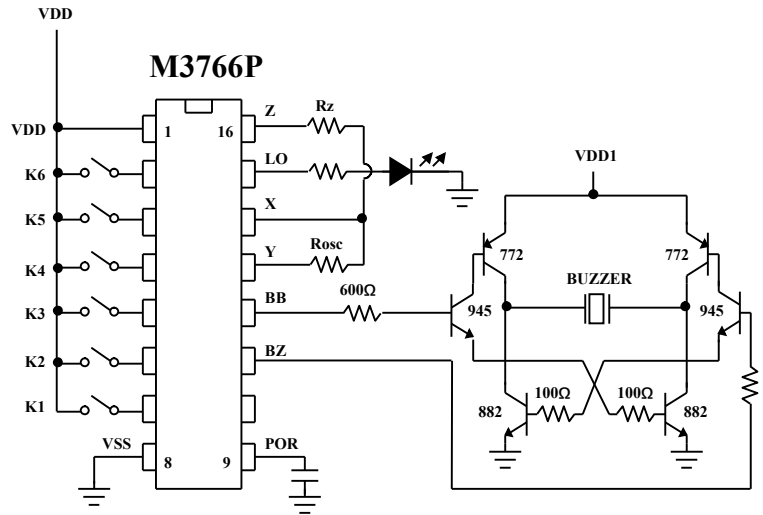 VDD
M3766P
VDD
1
16
Z
Rz
K6
LO
VDD1
K5
X
K4
Y
Rosc
772
772
K3
BB
600Ω
945
BUZZER
945
K2
BZ
K1
882
100Ω
100Ω
882
VSS
8
9
POR